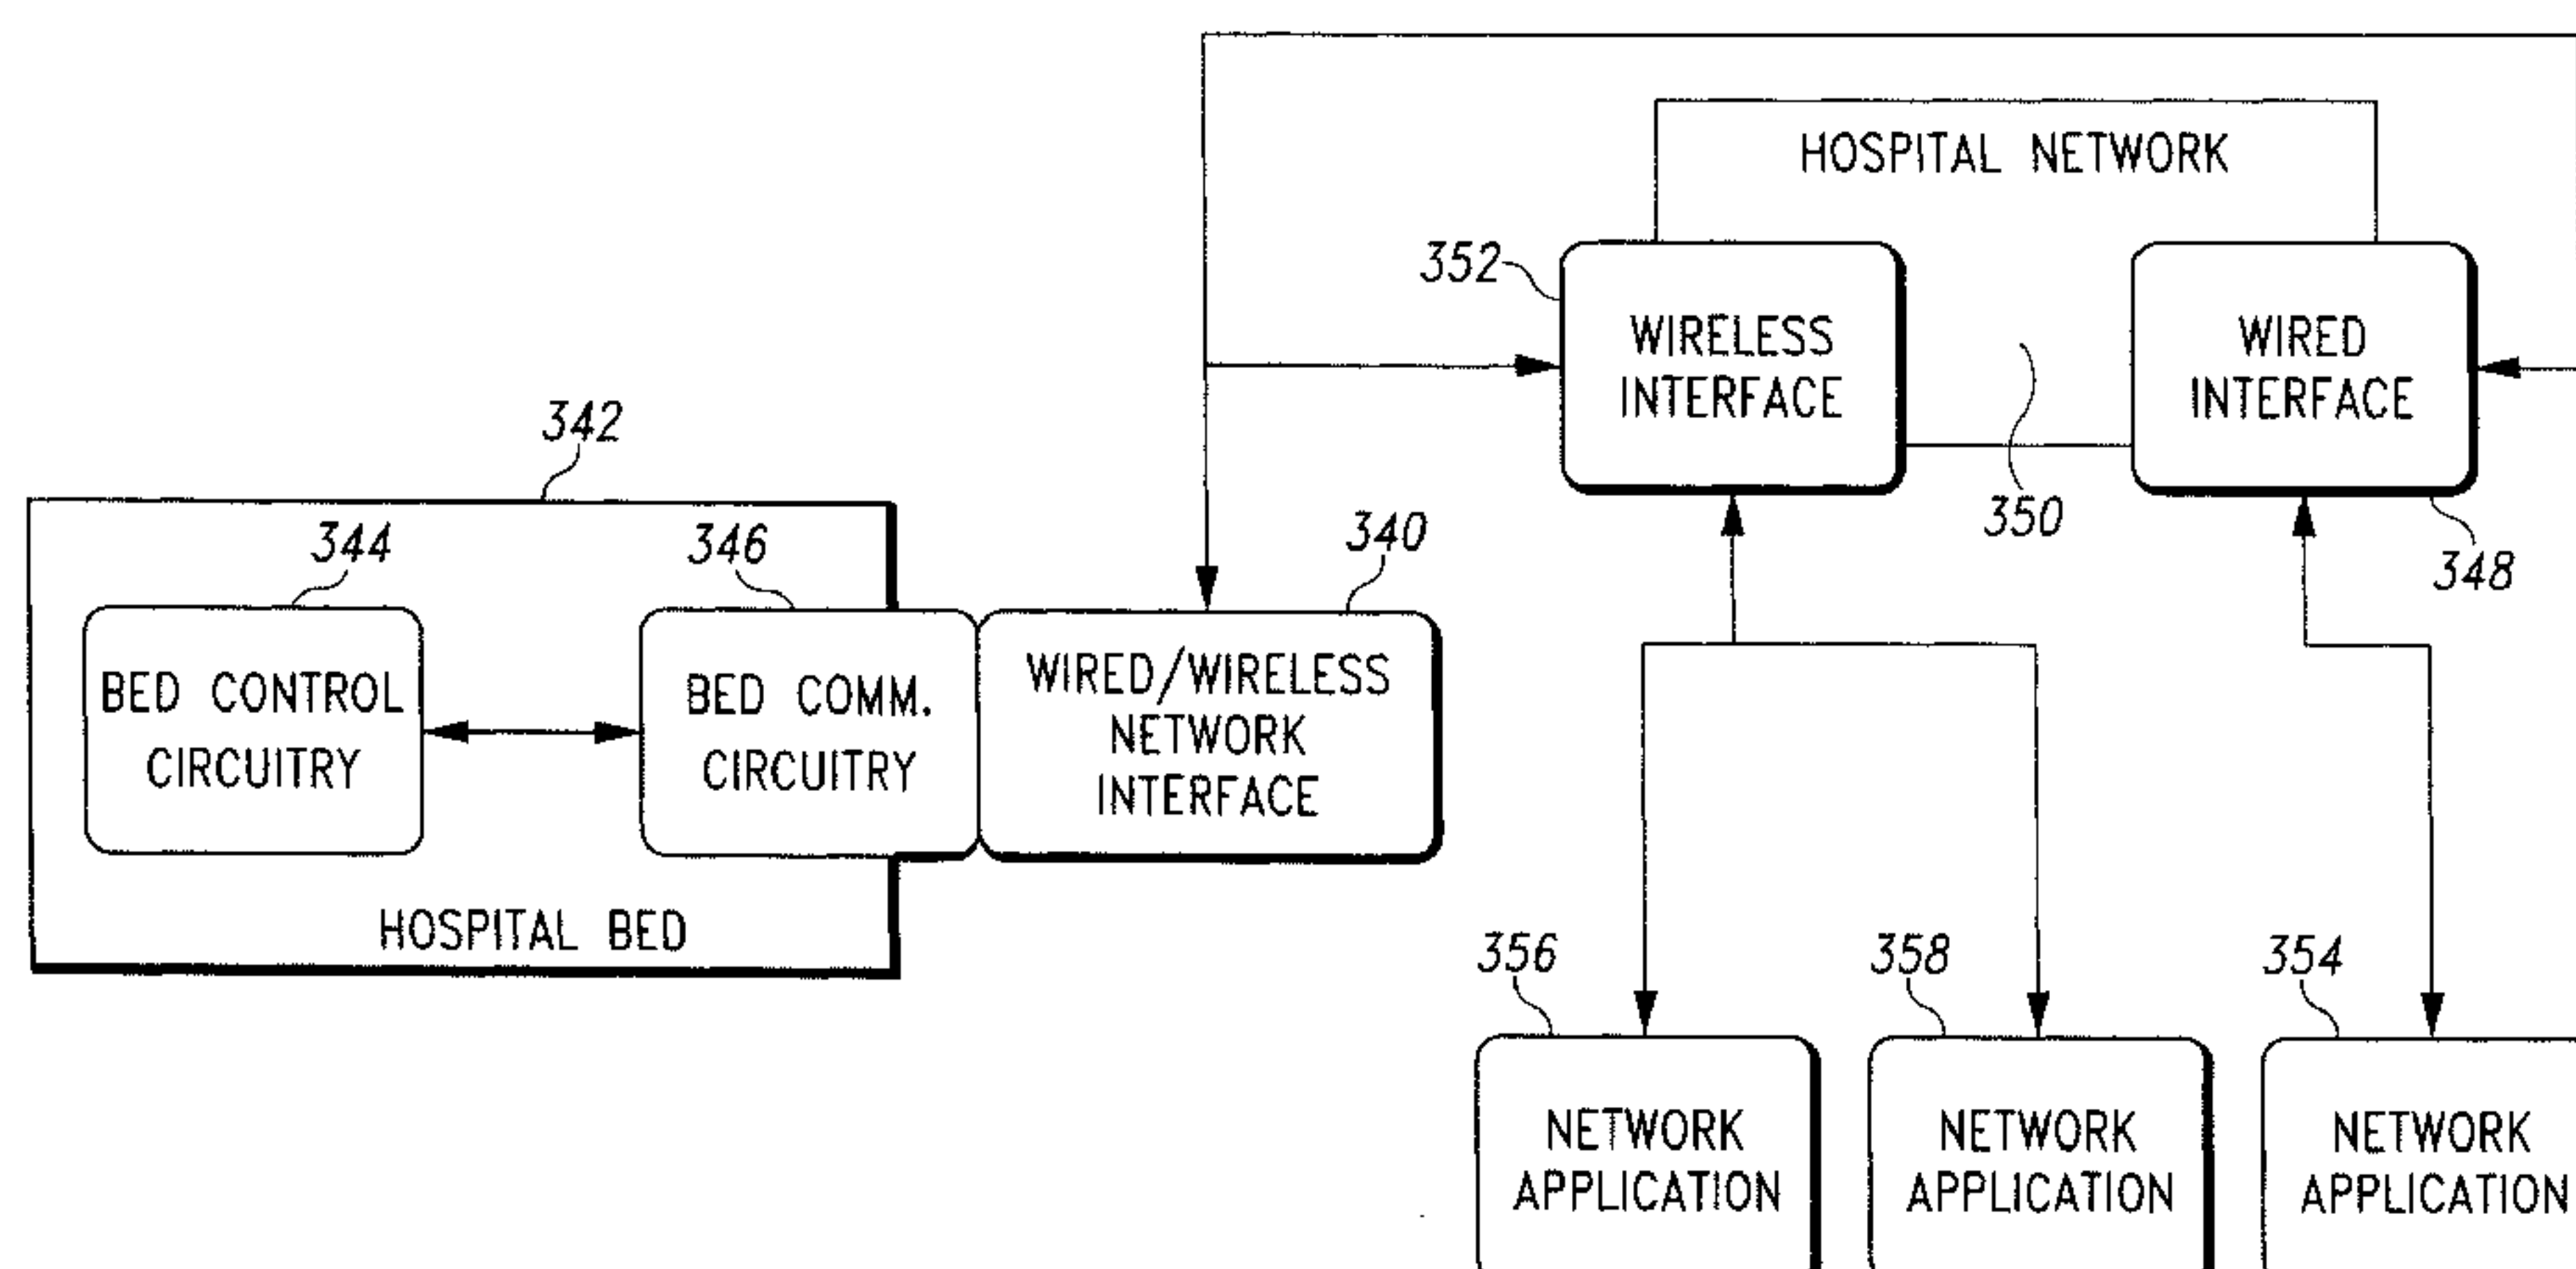 HOSPITAL NETWORK
352
WIRELESS
INTERFACE
WIRED
INTERFACE
350
348
342
344
346
340
BED CONTROL
CIRCUITRY
BED COMM.
CIRCUITRY
WIRED/WIRELESS
NETWORK
INTERFACE
HOSPITAL BED
356
358
354
NETWORK
APPLICATION
NETWORK
APPLICATION
NETWORK
APPLICATION